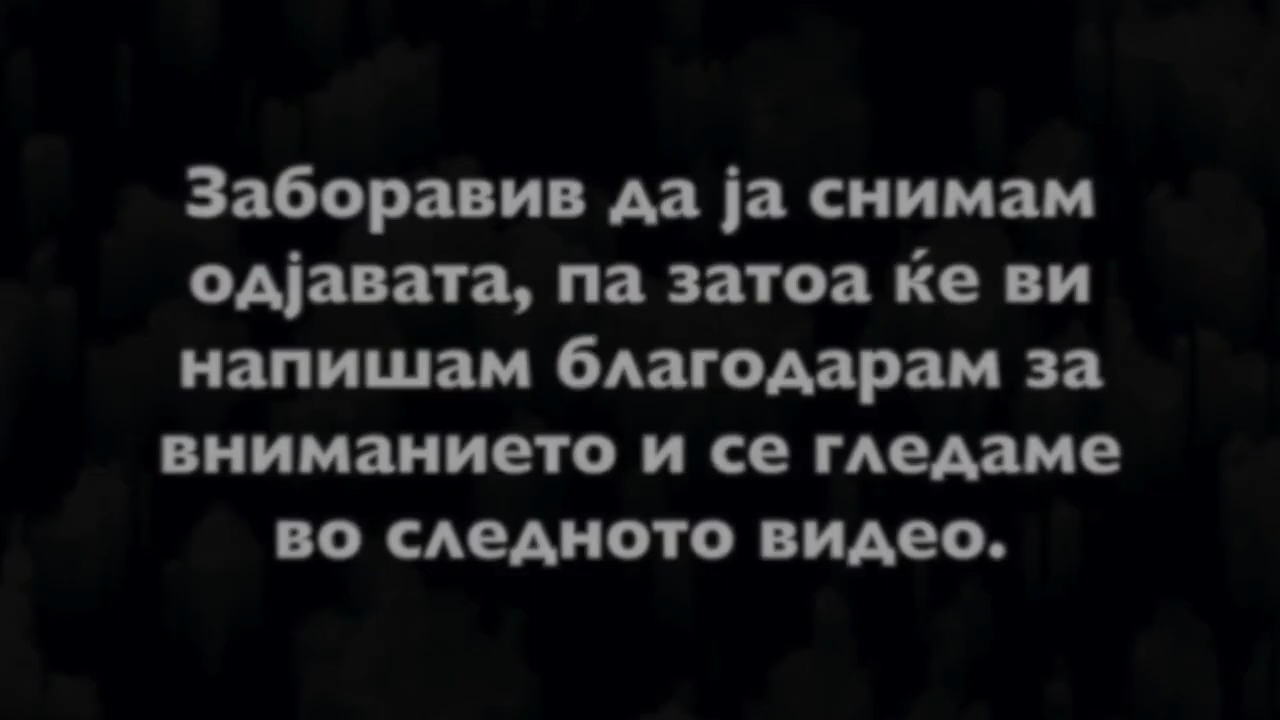 Заборавив да ја снимам
одјавата, па затоа ќе ви
напишам благодарам за
вниманието и се гледаме
во следното видео.